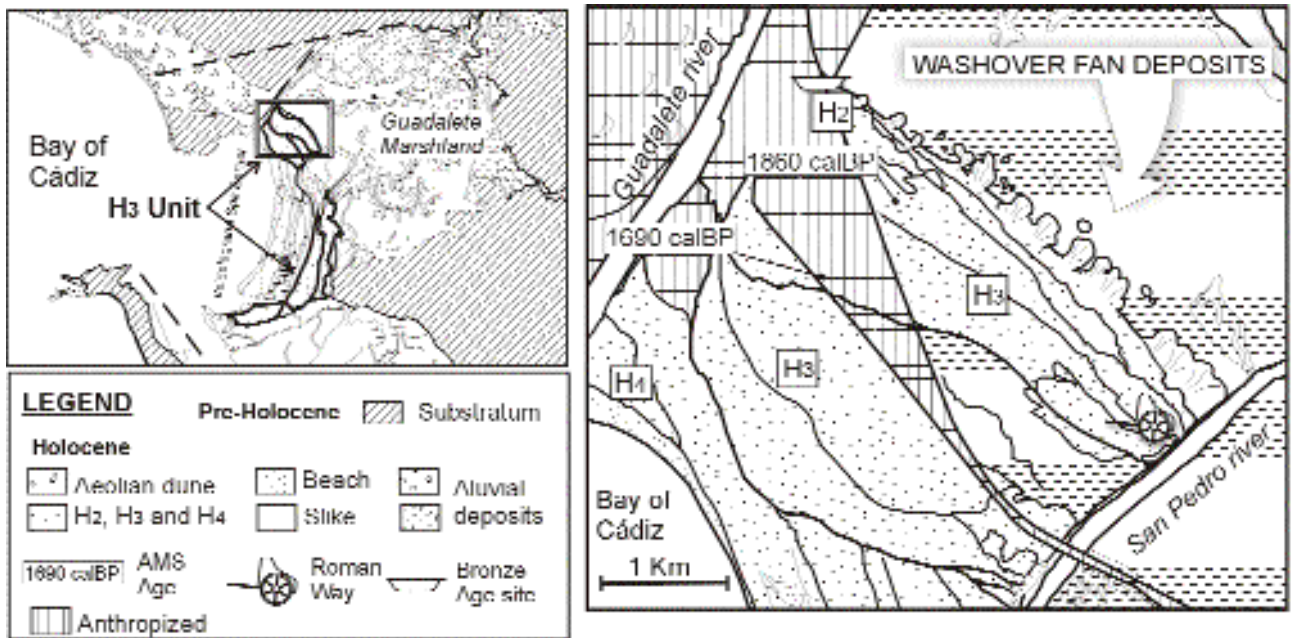 Bay of
Cádiz
Guadalete
Marshland
H3 Unit
LEGEND
Pre-Holocene
Substratum
Holocene
Aeolian dune
Beach
Aluvial
deposits
H2, H3 and H4
Slike
1690 calBP
AMS
Age
Roman
Way
Bronze
Age site
Anthropized
Guadalete river
WASHOVER FAN DEPOSITS
H2
1860 calBP
1690 calBP
H3
H3
H4
Bay of
Cádiz
1 Km
San Pedro river